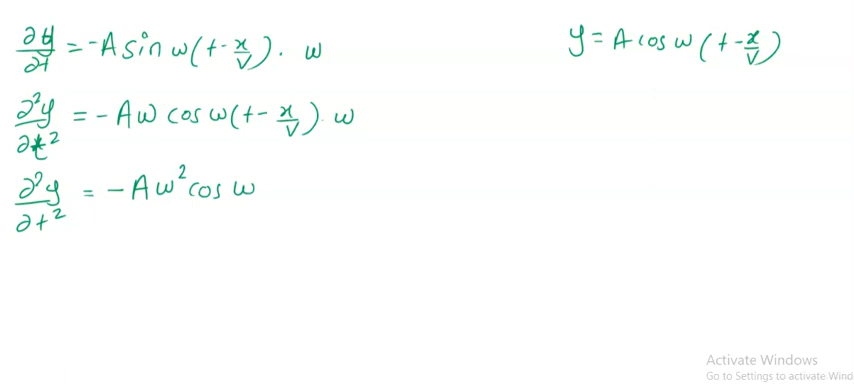 ∂y/∂t = -A sin ω(t - x/v) . ω
y = A cos ω (t - x/v)
∂²y/∂t² = - Aω cos ω(t - x/v) . ω
∂²y/∂t² = - Aω² cos ω
Activate Windows
Go to Settings to activate Wind